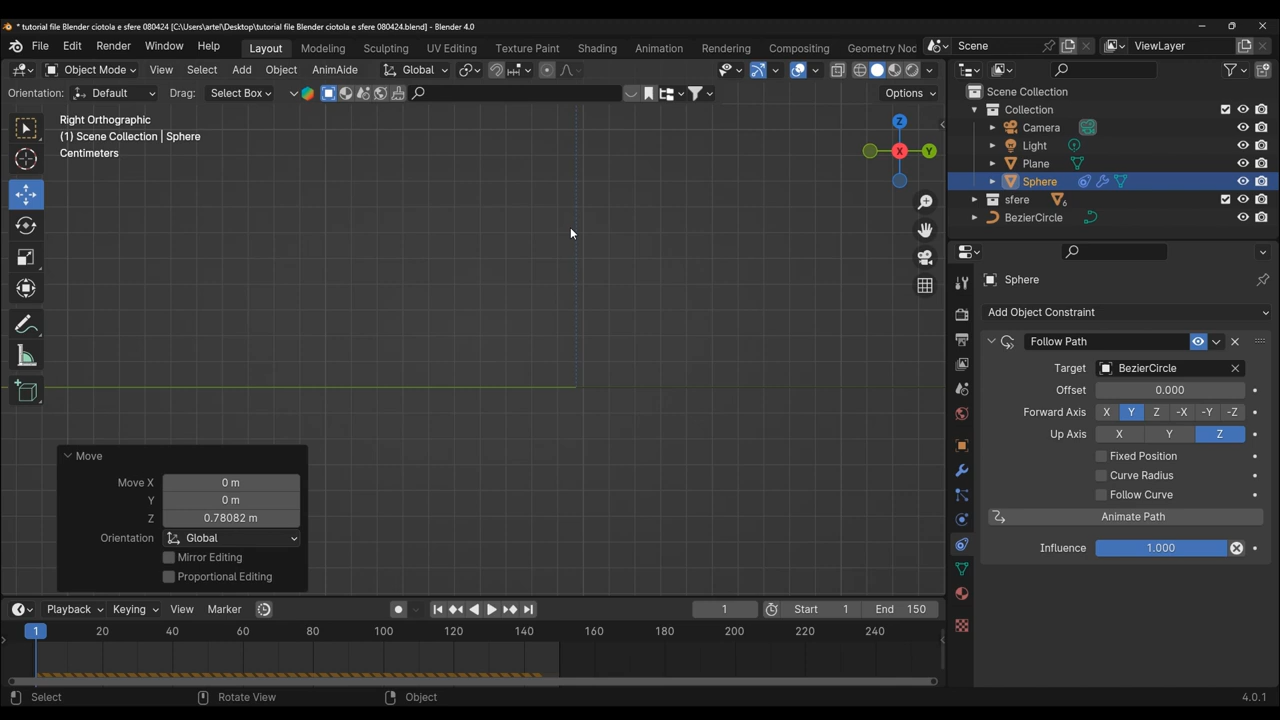 * tutorial file Blender ciotola e sfere 080424 [C:\Users\artel\Desktop\tutorial file Blender ciotola e sfere 080424.blend] - Blender 4.0
File Edit Render Window Help Layout Modeling Sculpting UV Editing Texture Paint Shading Animation Rendering Compositing Geometry Nod Scene ViewLayer
Object Mode View Select Add Object AnimAide Global
Orientation: Default Drag: Select Box Options
Right Orthographic
(1) Scene Collection | Sphere
Centimeters
Z
Y
X
Move
Move X 0 m
Y 0 m
Z 0.78082 m
Orientation Global
Mirror Editing
Proportional Editing
Scene Collection
Collection
Camera
Light
Plane
Sphere
sfere 6
BezierCircle
Sphere
Add Object Constraint
Follow Path
Target BezierCircle
Offset 0.000
Forward Axis X Y Z -X -Y -Z
Up Axis X Y Z
Fixed Position
Curve Radius
Follow Curve
Animate Path
Influence 1.000
Playback Keying View Marker 1 Start 1 End 150
1 20 40 60 80 100 120 140 160 180 200 220 240
Select Rotate View Object 4.0.1